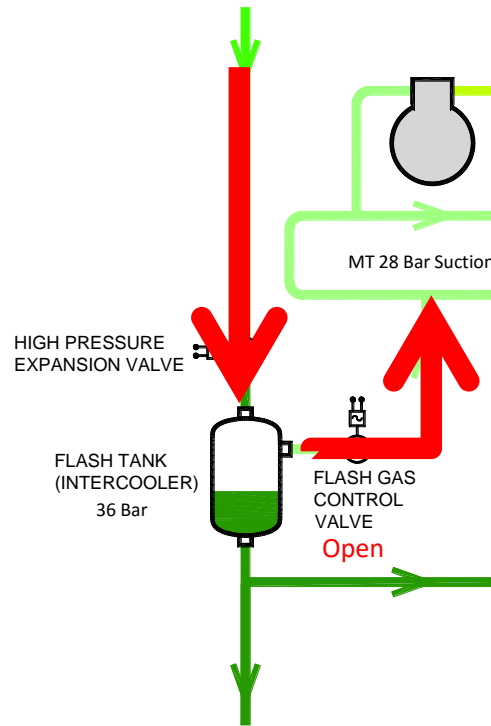 MT 28 Bar Suction
HIGH PRESSURE
EXPANSION VALVE
FLASH TANK
(INTERCOOLER)
36 Bar
FLASH GAS
CONTROL
VALVE
Open